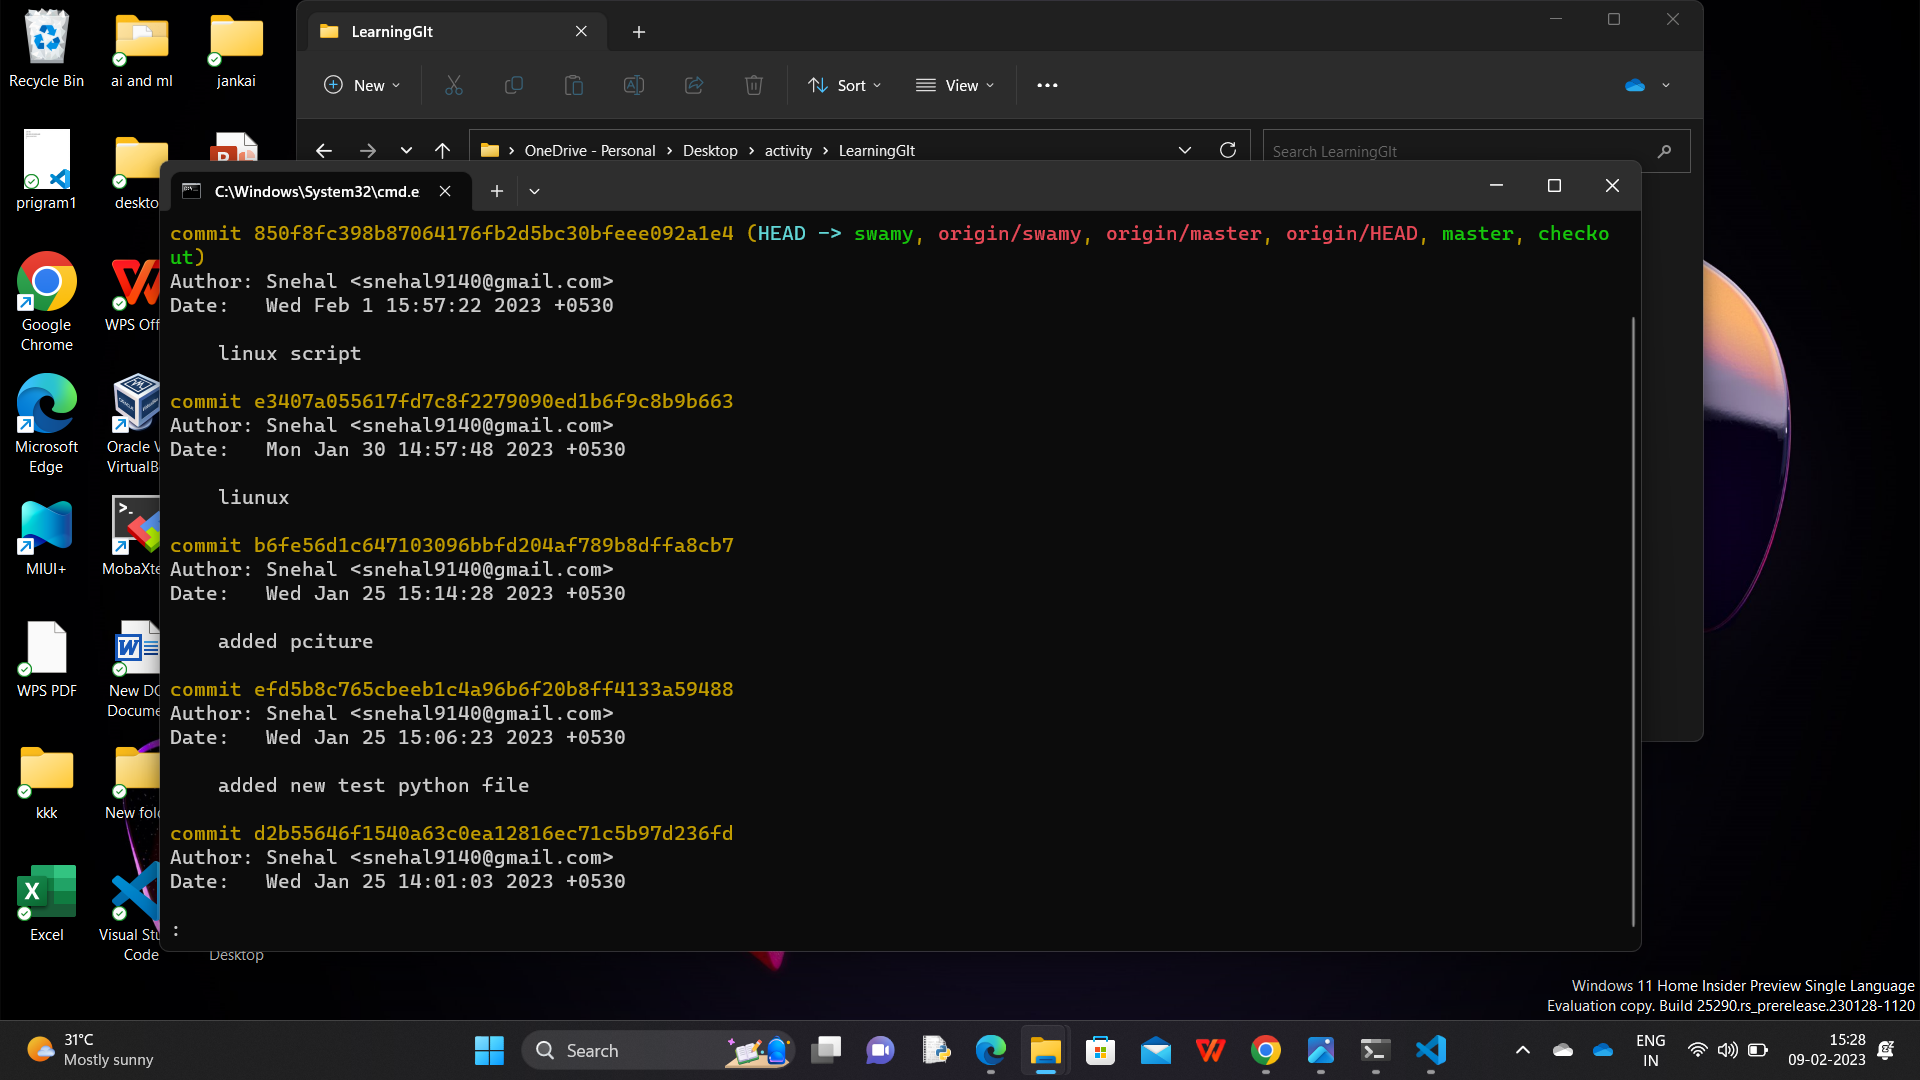 LearningGIt
New
Sort
View
OneDrive - Personal > Desktop > activity > LearningGIt
Search LearningGIt
Recycle Bin
ai and ml
jankai
prigram1
deskto
Google
Chrome
WPS Off
Microsoft
Edge
Oracle V
VirtualB
MIUI+
MobaXte
WPS PDF
New DO
Docume
kkk
New fol
Excel
Visual Stu
Code
Desktop
C:\Windows\System32\cmd.e
commit 850f8fc398b87064176fb2d5bc30bfeee092a1e4 (HEAD -> swamy, origin/swamy, origin/master, origin/HEAD, master, checko
ut)
Author: Snehal <snehal9140@gmail.com>
Date:   Wed Feb 1 15:57:22 2023 +0530
linux script
commit e3407a055617fd7c8f2279090ed1b6f9c8b9b663
Author: Snehal <snehal9140@gmail.com>
Date:   Mon Jan 30 14:57:48 2023 +0530
liunux
commit b6fe56d1c647103096bbfd204af789b8dffa8cb7
Author: Snehal <snehal9140@gmail.com>
Date:   Wed Jan 25 15:14:28 2023 +0530
added pciture
commit efd5b8c765cbeeb1c4a96b6f20b8ff4133a59488
Author: Snehal <snehal9140@gmail.com>
Date:   Wed Jan 25 15:06:23 2023 +0530
added new test python file
commit d2b55646f1540a63c0ea12816ec71c5b97d236fd
Author: Snehal <snehal9140@gmail.com>
Date:   Wed Jan 25 14:01:03 2023 +0530
:
Windows 11 Home Insider Preview Single Language
Evaluation copy. Build 25290.rs_prerelease.230128-1120
31°C
Mostly sunny
Search
ENG
IN
15:28
09-02-2023